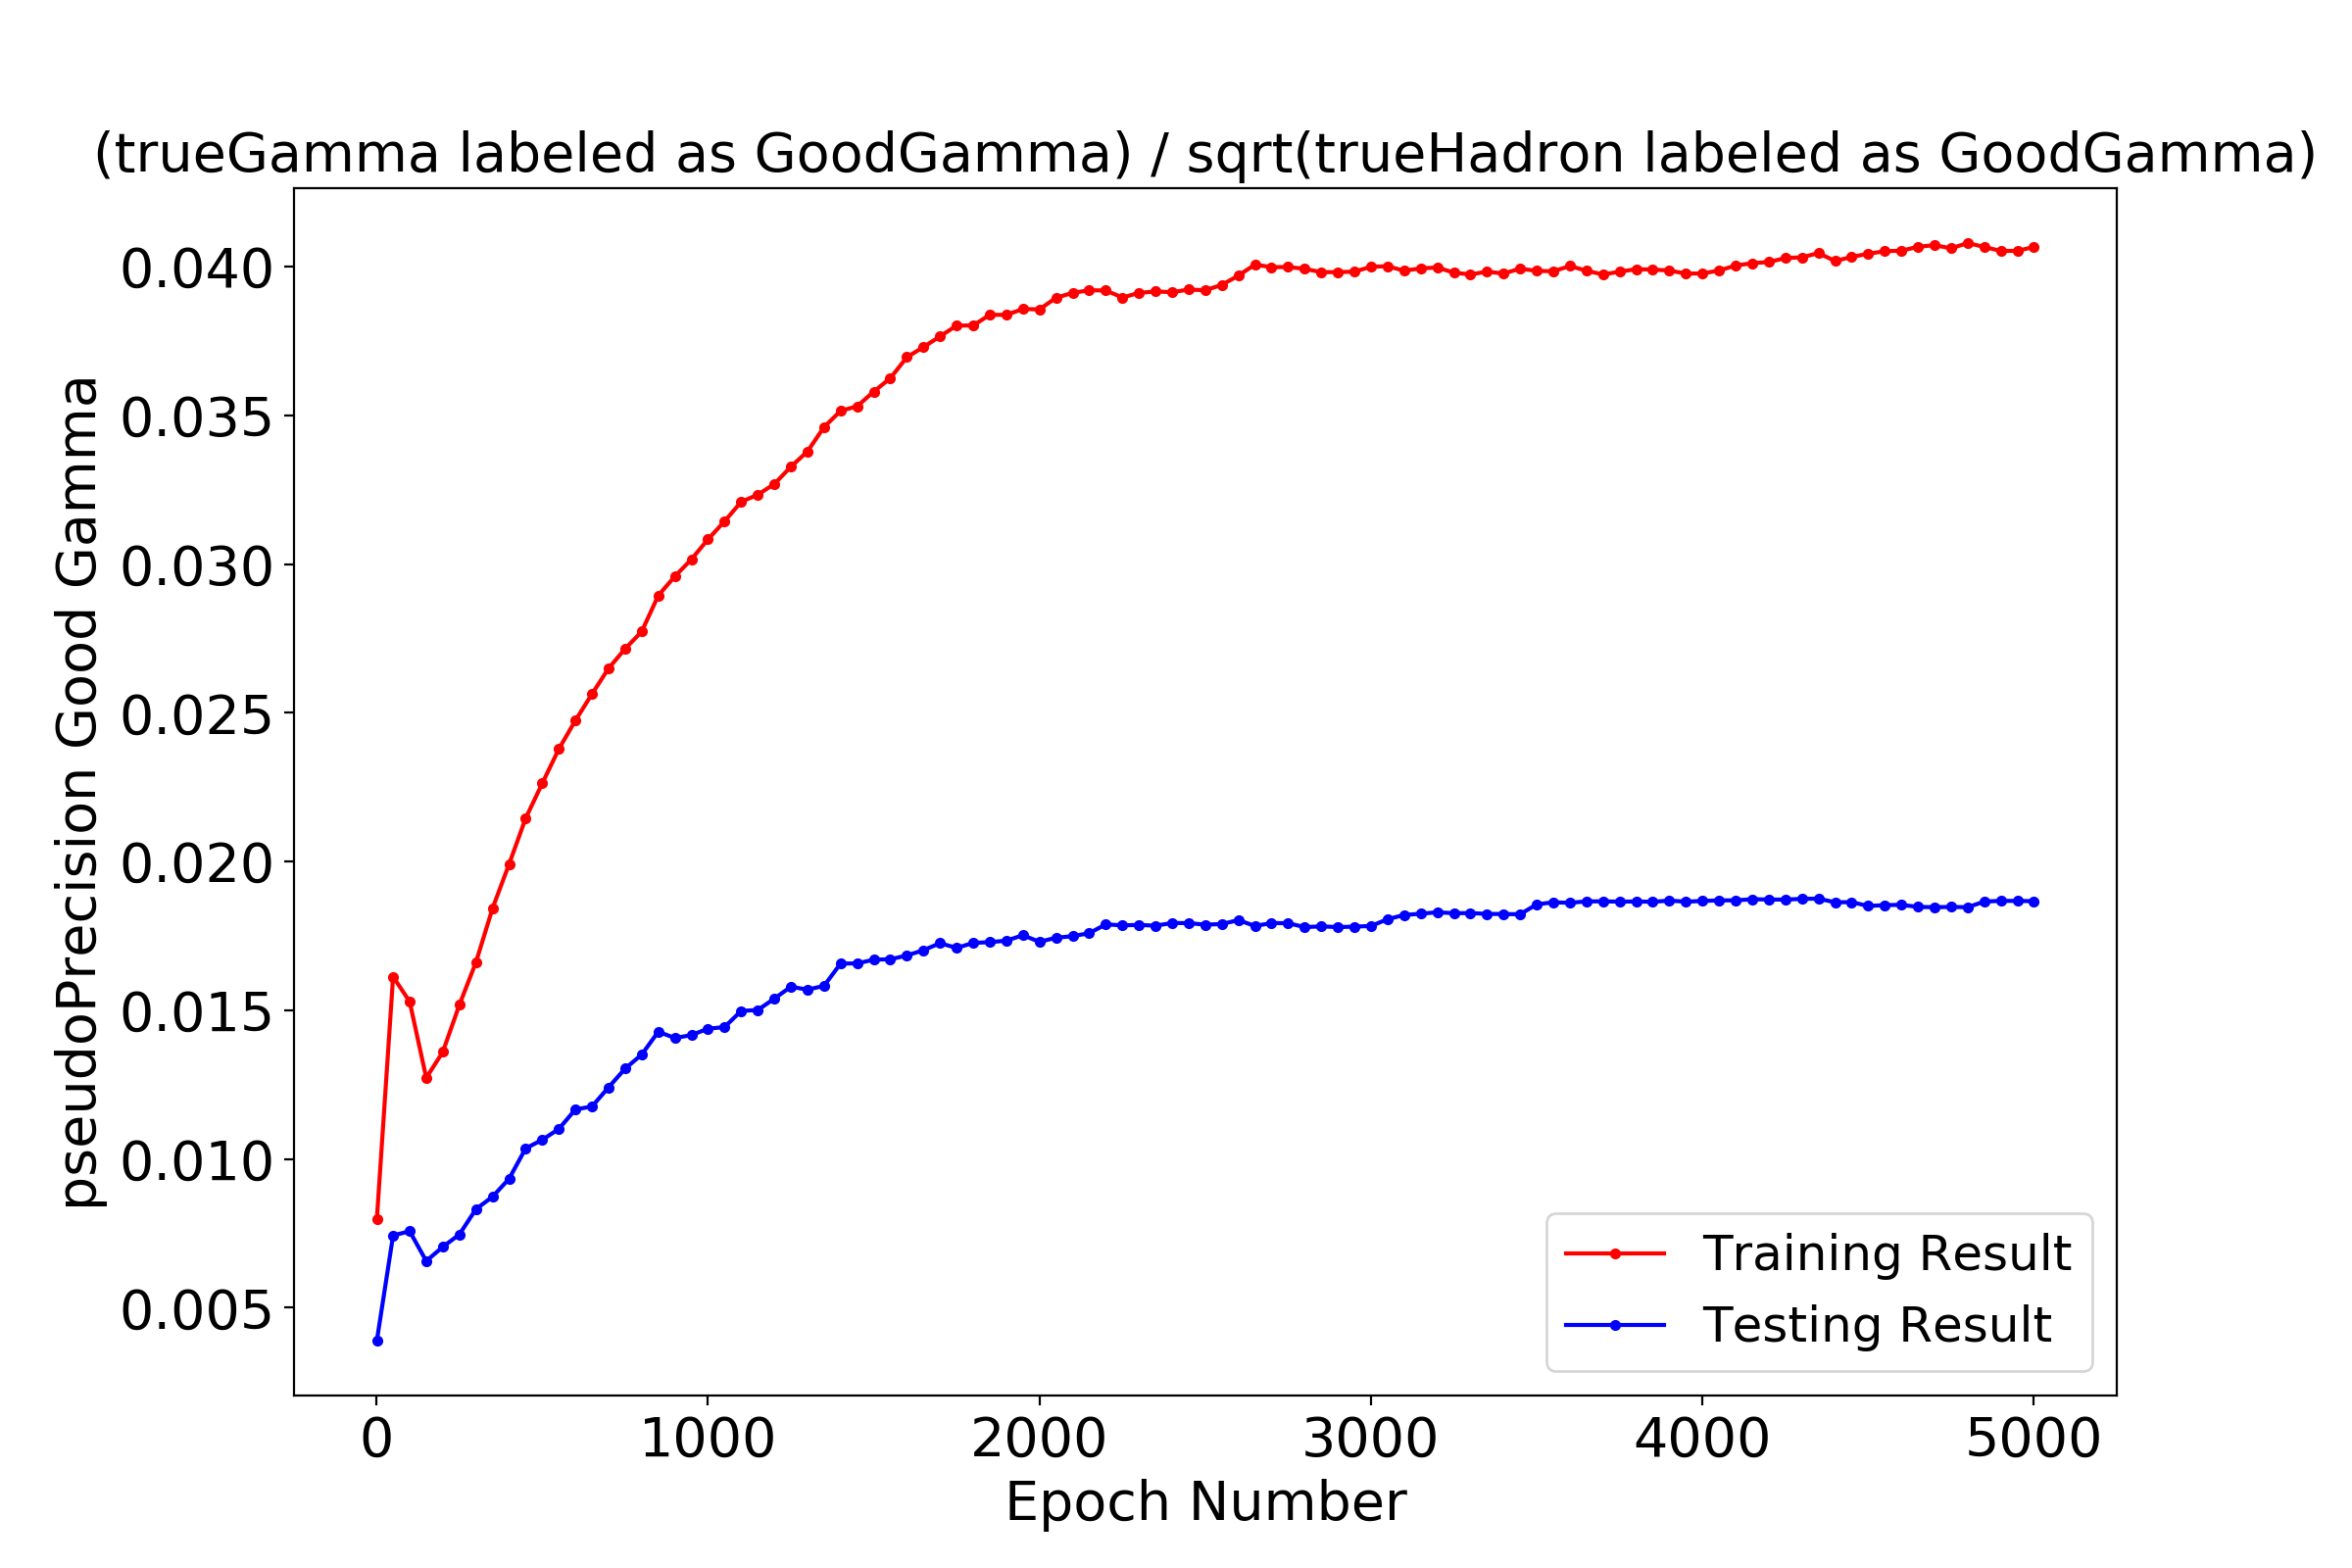 (trueGamma labeled as GoodGamma) / sqrt(trueHadron labeled as GoodGamma)
pseudoPrecision Good Gamma
0.040
0.035
0.030
0.025
0.020
0.015
0.010
0.005
Training Result
Testing Result
0 1000 2000 3000 4000 5000
Epoch Number